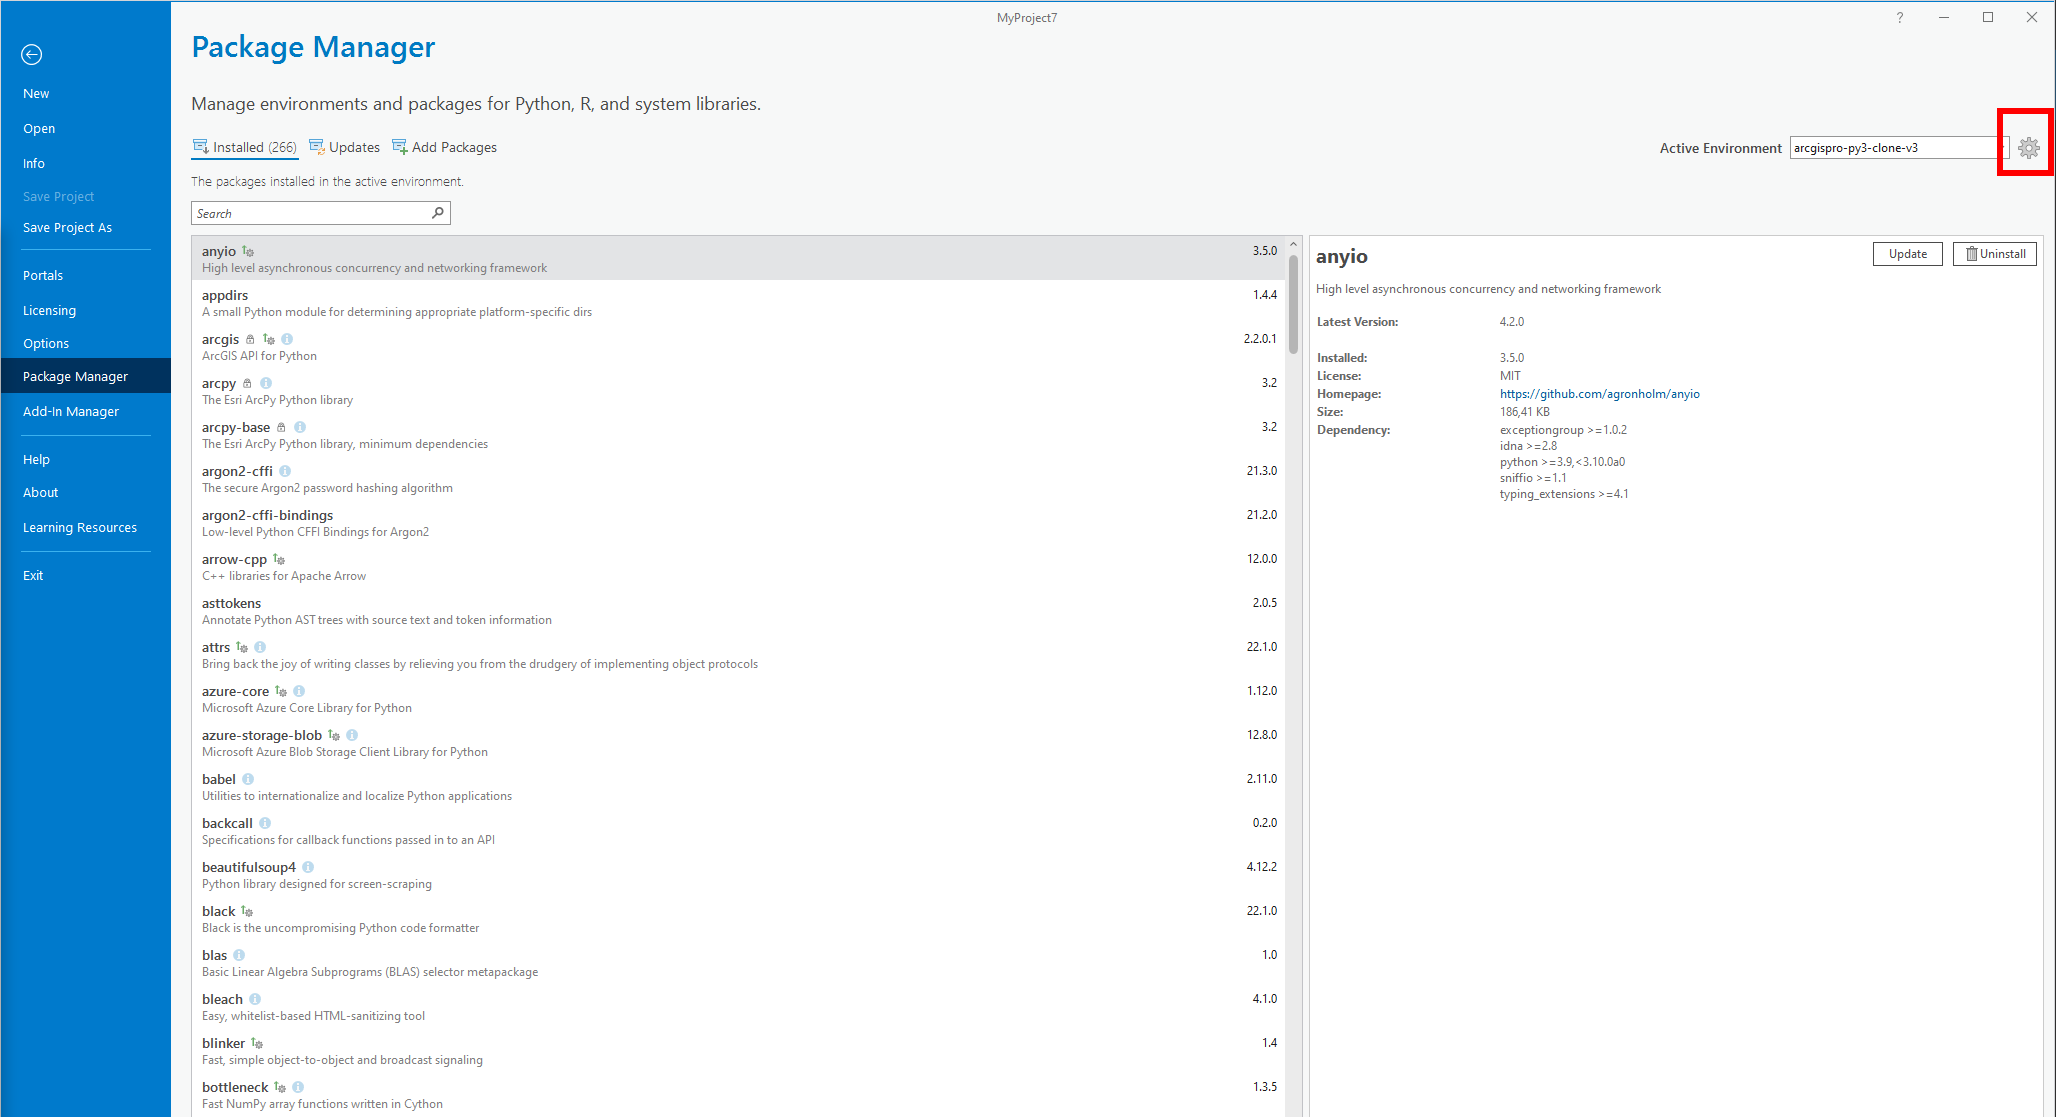 MyProject7
?
Package Manager
New
Open
Info
Save Project
Save Project As
Portals
Licensing
Options
Package Manager
Add-In Manager
Help
About
Learning Resources
Exit
Manage environments and packages for Python, R, and system libraries.
Installed (266) Updates Add Packages
Active Environment arcgispro-py3-clone-v3
The packages installed in the active environment.
Search
anyio 3.5.0
High level asynchronous concurrency and networking framework
appdirs 1.4.4
A small Python module for determining appropriate platform-specific dirs
arcgis 2.2.0.1
ArcGIS API for Python
arcpy 3.2
The Esri ArcPy Python library
arcpy-base 3.2
The Esri ArcPy Python library, minimum dependencies
argon2-cffi 21.3.0
The secure Argon2 password hashing algorithm
argon2-cffi-bindings 21.2.0
Low-level Python CFFI Bindings for Argon2
arrow-cpp 12.0.0
C++ libraries for Apache Arrow
asttokens 2.0.5
Annotate Python AST trees with source text and token information
attrs 22.1.0
Bring back the joy of writing classes by relieving you from the drudgery of implementing object protocols
azure-core 1.12.0
Microsoft Azure Core Library for Python
azure-storage-blob 12.8.0
Microsoft Azure Blob Storage Client Library for Python
babel 2.11.0
Utilities to internationalize and localize Python applications
backcall 0.2.0
Specifications for callback functions passed in to an API
beautifulsoup4 4.12.2
Python library designed for screen-scraping
black 22.1.0
Black is the uncompromising Python code formatter
blas 1.0
Basic Linear Algebra Subprograms (BLAS) selector metapackage
bleach 4.1.0
Easy, whitelist-based HTML-sanitizing tool
blinker 1.4
Fast, simple object-to-object and broadcast signaling
bottleneck 1.3.5
Fast NumPy array functions written in Cython
anyio
Update Uninstall
High level asynchronous concurrency and networking framework
Latest Version: 4.2.0
Installed: 3.5.0
License: MIT
Homepage: https://github.com/agronholm/anyio
Size: 186,41 KB
Dependency: exceptiongroup >=1.0.2
idna >=2.8
python >=3.9,<3.10.0a0
sniffio >=1.1
typing_extensions >=4.1